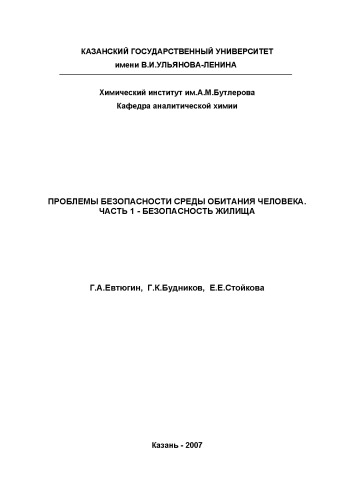 КАЗАНСКИЙ ГОСУДАРСТВЕННЫЙ УНИВЕРСИТЕТ
имени В.И.УЛЬЯНОВА-ЛЕНИНА
Химический институт им.А.М.Бутлерова
Кафедра аналитической химии
ПРОБЛЕМЫ БЕЗОПАСНОСТИ СРЕДЫ ОБИТАНИЯ ЧЕЛОВЕКА.
ЧАСТЬ 1 - БЕЗОПАСНОСТЬ ЖИЛИЩА
Г.А.Евтюгин, Г.К.Будников, Е.Е.Стойкова
Казань - 2007